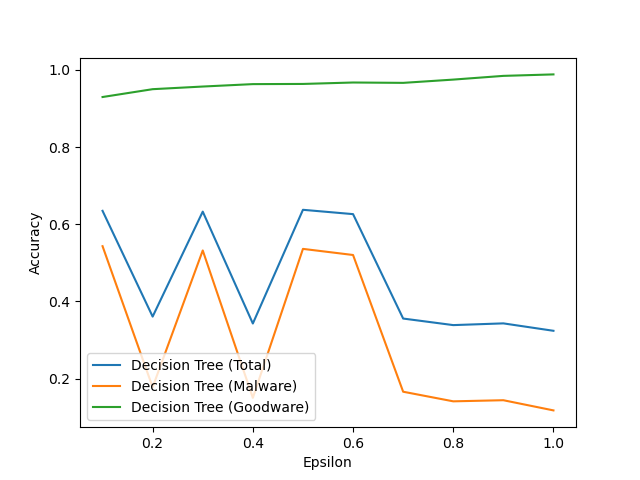 1.0
0.8
0.6
0.4
0.2
Accuracy
Decision Tree (Total)
Decision Tree (Malware)
Decision Tree (Goodware)
0.2 0.4 0.6 0.8 1.0
Epsilon